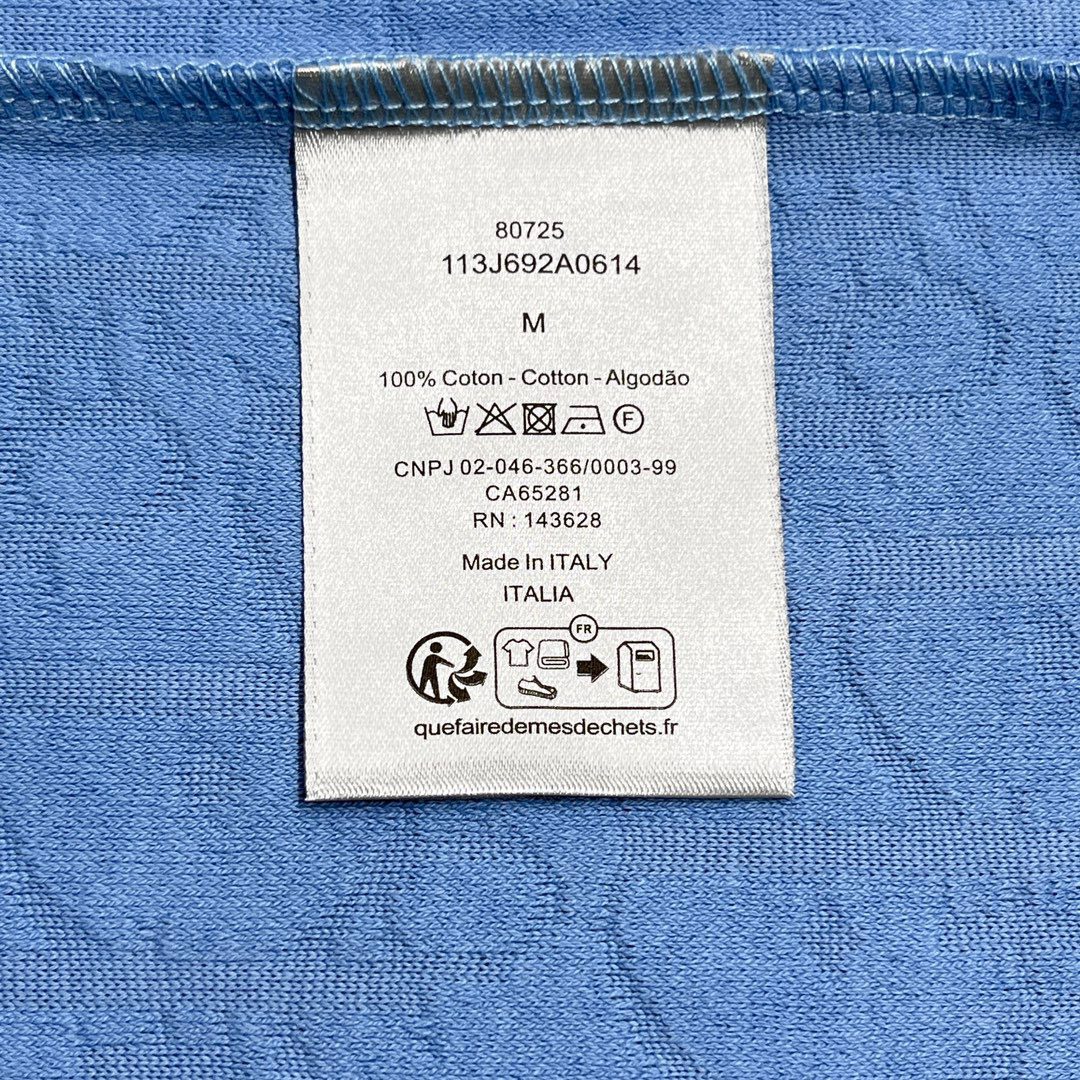 80725
113J692A0614
M
100% Coton - Cotton - Algodão
F
CNPJ 02-046-366/0003-99
CA65281
RN : 143628
Made In ITALY
ITALIA
FR
quefairedemesdechets.fr